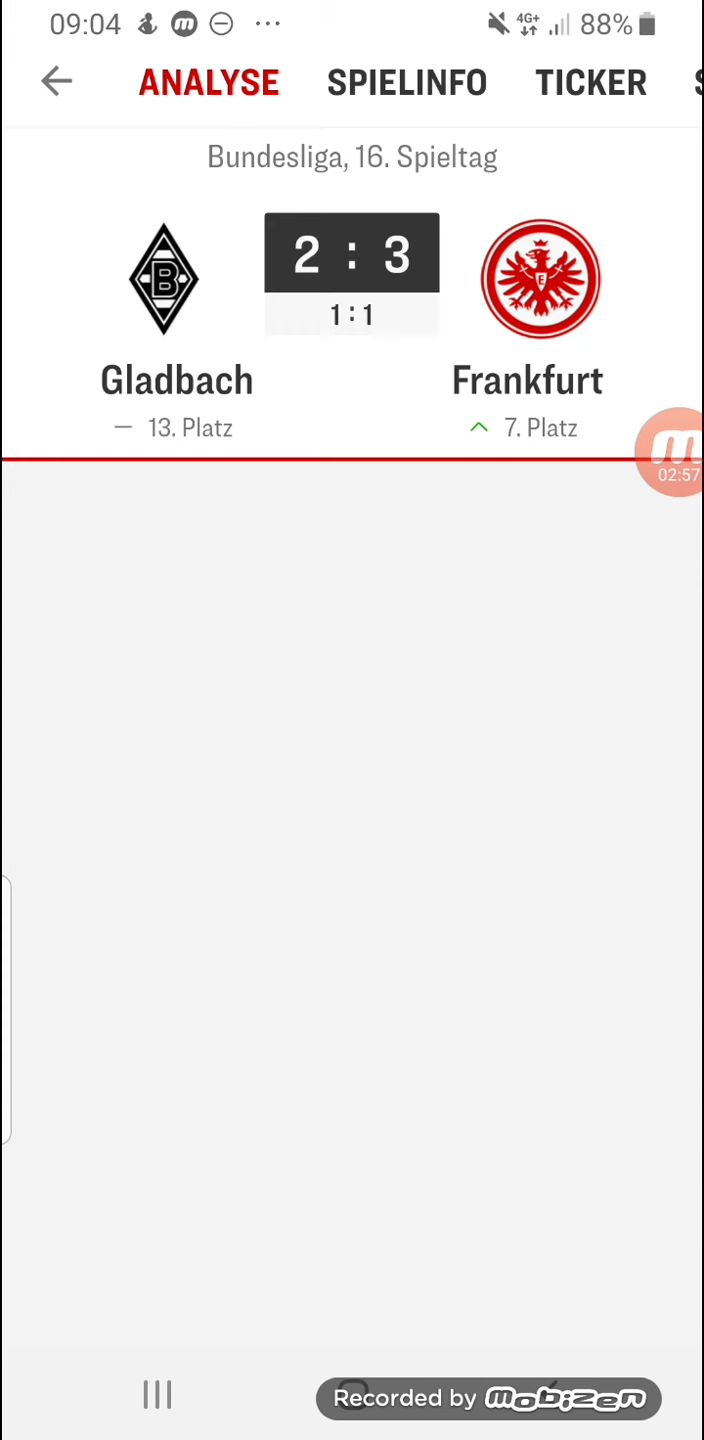 09:04 m 4G+ 88%
ANALYSE SPIELINFO TICKER S
Bundesliga, 16. Spieltag
2 : 3
1:1
B
E
Gladbach Frankfurt
13. Platz 7. Platz
m
02:57
Recorded by mobizen